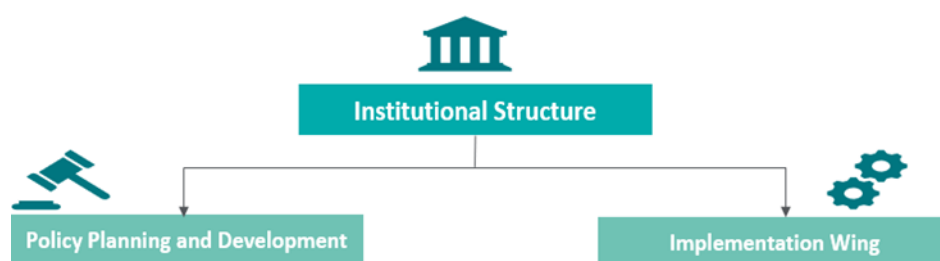 Institutional Structure
Policy Planning and Development
Implementation Wing